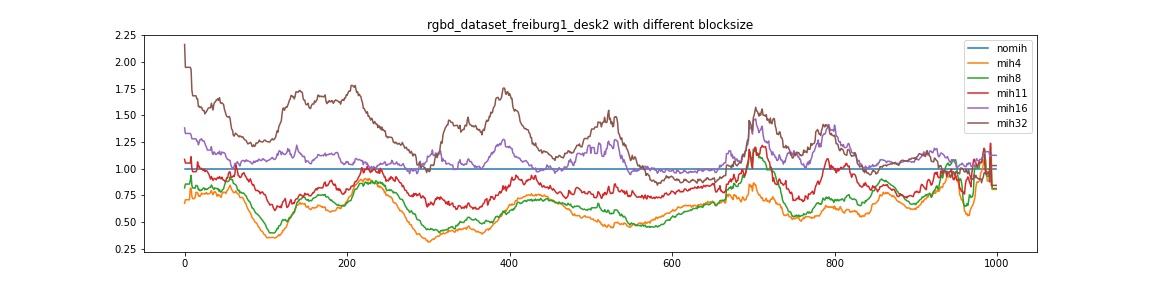 rgbd_dataset_freiburg1_desk2 with different blocksize
2.25
2.00
1.75
1.50
1.25
1.00
0.75
0.50
0.25
0
200
400
600
800
1000
nomih
mih4
mih8
mih11
mih16
mih32